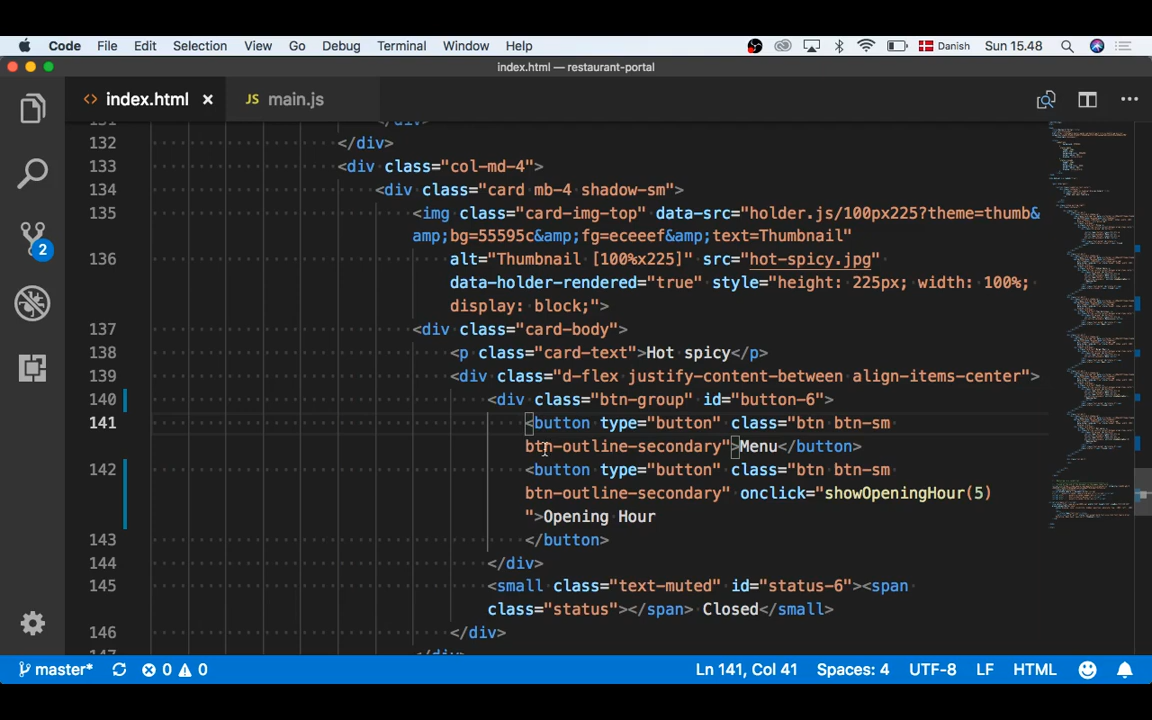 Code File Edit Selection View Go Debug Terminal Window Help Danish Sun 15.48
index.html — restaurant-portal
index.html × JS main.js
131 </div>
132 </div>
133 <div class="col-md-4">
134 <div class="card mb-4 shadow-sm">
135 <img class="card-img-top" data-src="holder.js/100px225?theme=thumb&
amp;bg=55595c&amp;fg=eceeef&amp;text=Thumbnail"
136 alt="Thumbnail [100%x225]" src="hot-spicy.jpg"
data-holder-rendered="true" style="height: 225px; width: 100%;
display: block;">
137 <div class="card-body">
138 <p class="card-text">Hot spicy</p>
139 <div class="d-flex justify-content-between align-items-center">
140 <div class="btn-group" id="button-6">
141 <button type="button" class="btn btn-sm
btn-outline-secondary">Menu</button>
142 <button type="button" class="btn btn-sm
btn-outline-secondary" onclick="showOpeningHour(5)
">Opening Hour
143 </button>
144 </div>
145 <small class="text-muted" id="status-6"><span
class="status"></span> Closed</small>
146 </div>
147 </div>
2
master* 0 0 Ln 141, Col 41 Spaces: 4 UTF-8 LF HTML